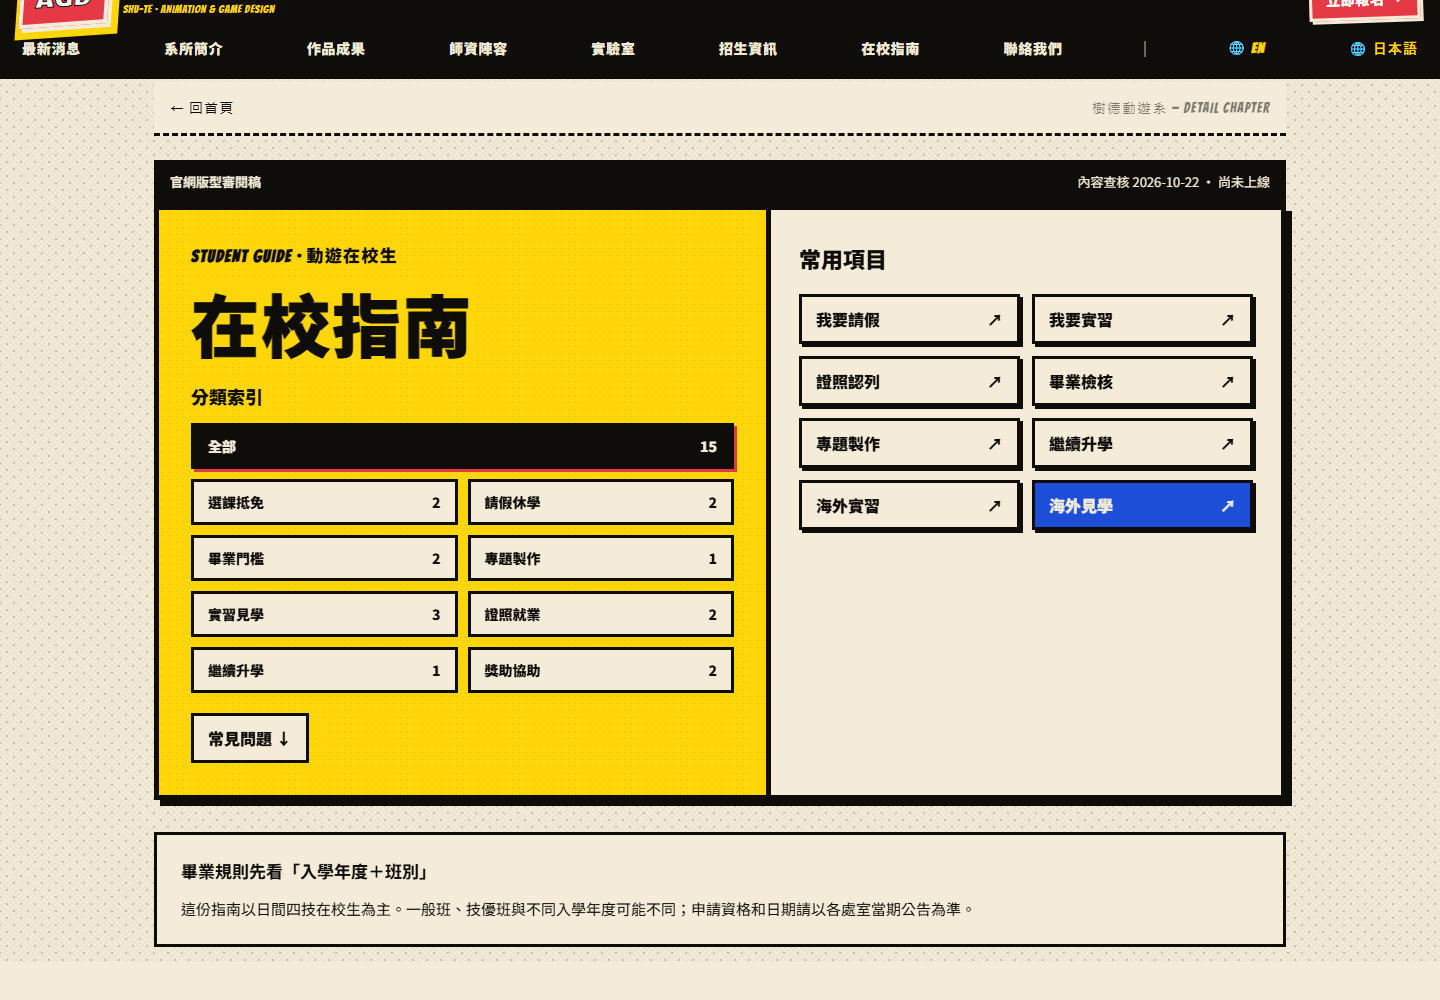 AGD
SHU-TE · ANIMATION & GAME DESIGN
立即報名
最新消息 系所簡介 作品成果 師資陣容 實驗室 招生資訊 在校指南 聯絡我們 | EN 日本語
← 回首頁
樹德動遊系 — DETAIL CHAPTER
官網版型審閱稿
內容查核 2026-10-22 · 尚未上線
STUDENT GUIDE · 動遊在校生
在校指南
分類索引
全部 15
選課抵免 2
請假休學 2
畢業門檻 2
專題製作 1
實習見學 3
證照就業 2
繼續升學 1
獎助協助 2
常見問題 ↓
常用項目
我要請假 ↗
我要實習 ↗
證照認列 ↗
畢業檢核 ↗
專題製作 ↗
繼續升學 ↗
海外實習 ↗
海外見學 ↗
畢業規則先看「入學年度＋班別」
這份指南以日間四技在校生為主。一般班、技優班與不同入學年度可能不同；申請資格和日期請以各處室當期公告為準。